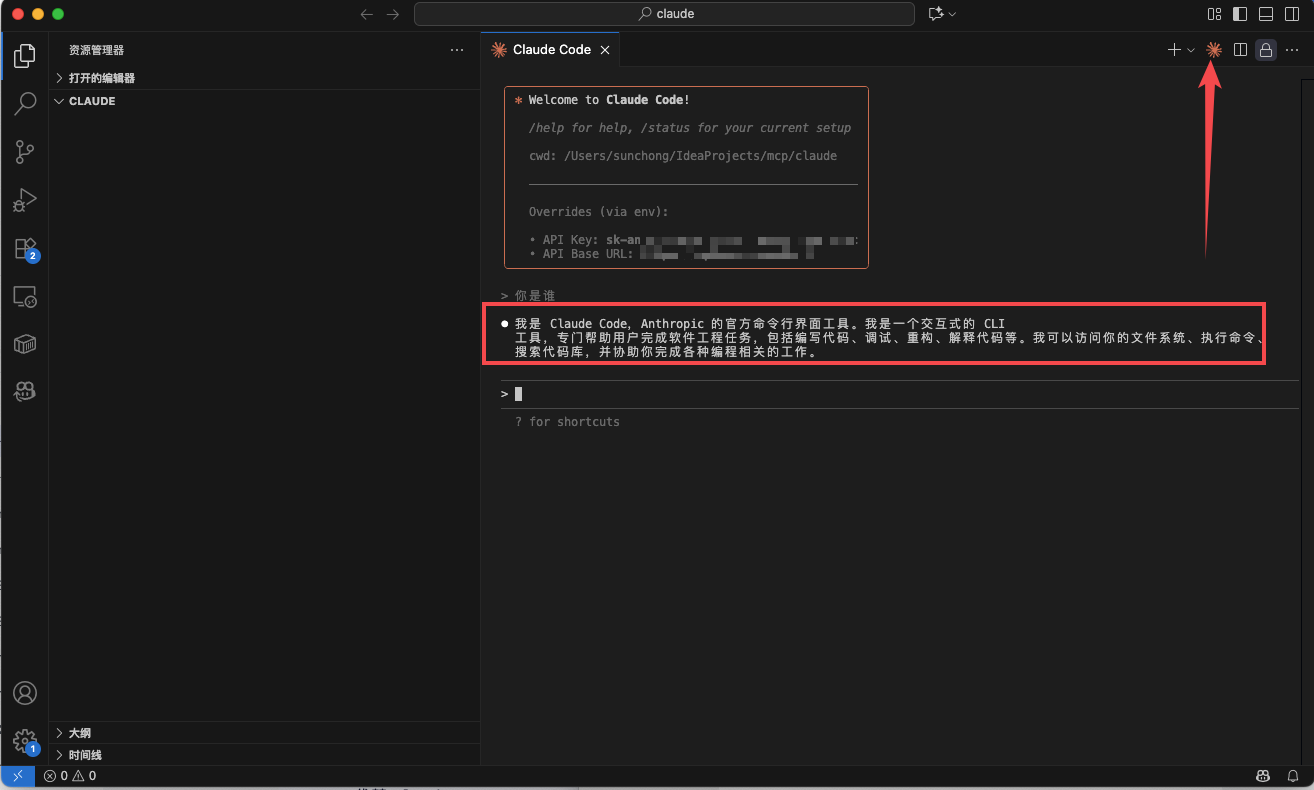 claude
资源管理器
Claude Code
打开的编辑器
CLAUDE
* Welcome to Claude Code!
/help for help, /status for your current setup
cwd: /Users/sunchong/IdeaProjects/mcp/claude
Overrides (via env):
• API Key: sk-an
• API Base URL:
> 你是谁
● 我是 Claude Code, Anthropic 的官方命令行界面工具。我是一个交互式的 CLI
工具，专门帮助用户完成软件工程任务，包括编写代码、调试、重构、解释代码等。我可以访问你的文件系统、执行命令、
搜索代码库，并协助你完成各种编程相关的工作。
>
? for shortcuts
2
大纲
1
时间线
0 0